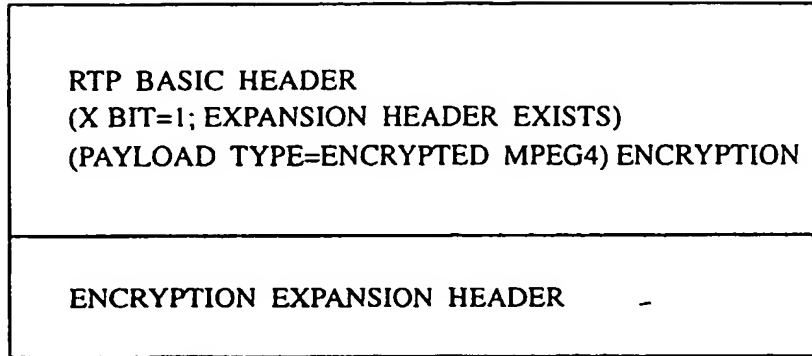 RTP BASIC HEADER
(X BIT=1; EXPANSION HEADER EXISTS)
(PAYLOAD TYPE=ENCRYPTED MPEG4) ENCRYPTION
ENCRYPTION EXPANSION HEADER